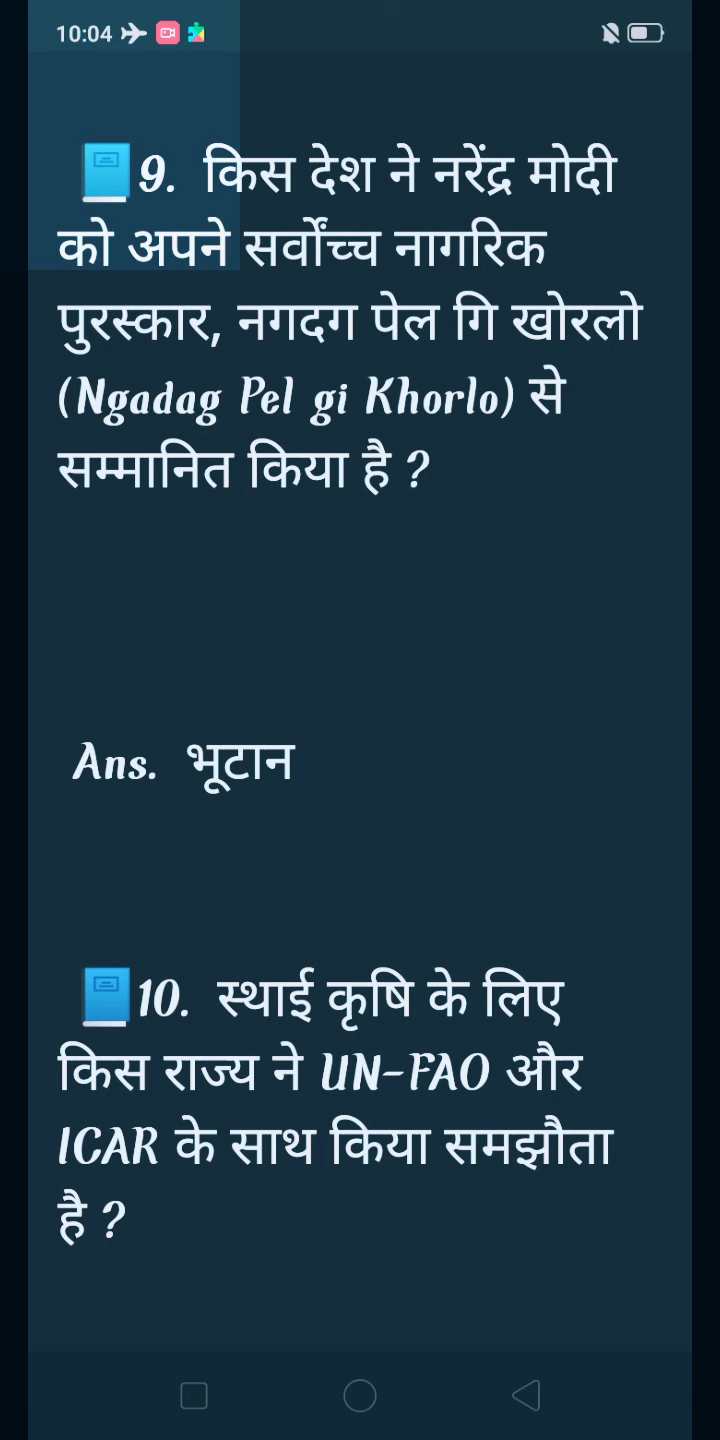 10:04
9. किस देश ने नरेंद्र मोदी
को अपने सर्वोच्च नागरिक
पुरस्कार, नगदग पेल गि खोरलो
(Ngadag Pel gi Khorlo) से
सम्मानित किया है ?
Ans. भूटान
10. स्थाई कृषि के लिए
किस राज्य ने UN-FAO और
ICAR के साथ किया समझौता
है ?